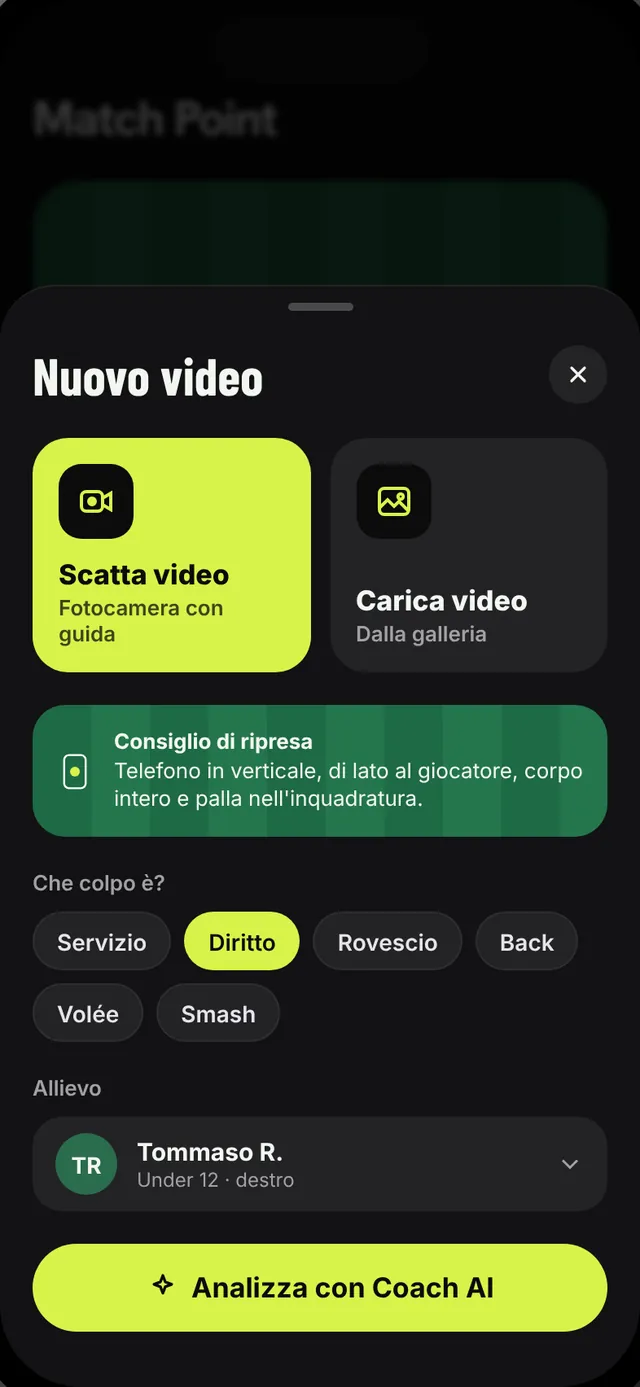 Match Point
Nuovo video
Scatta video
Fotocamera con
guida
Carica video
Dalla galleria
Consiglio di ripresa
Telefono in verticale, di lato al giocatore, corpo
intero e palla nell'inquadratura.
Che colpo è?
Servizio
Diritto
Rovescio
Back
Volée
Smash
Allievo
TR
Tommaso R.
Under 12 · destro
Analizza con Coach AI